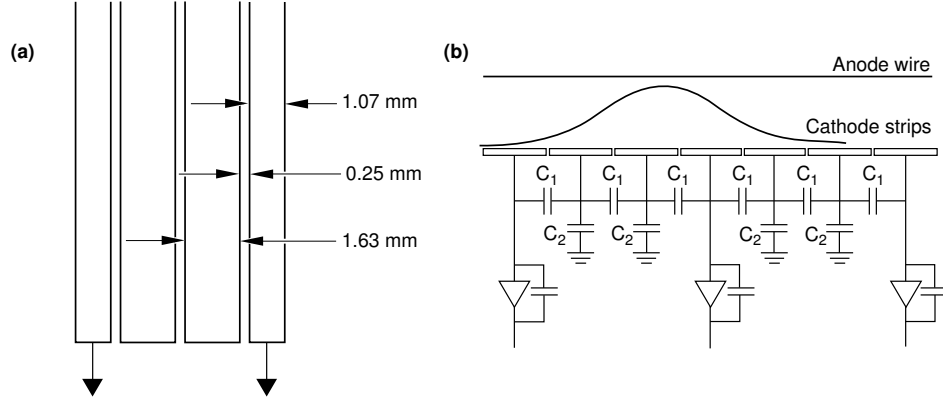 (a)
1.07 mm
0.25 mm
1.63 mm
(b)
Anode wire
Cathode strips
C1 C1 C1 C1 C1 C1
C2 C2 C2 C2